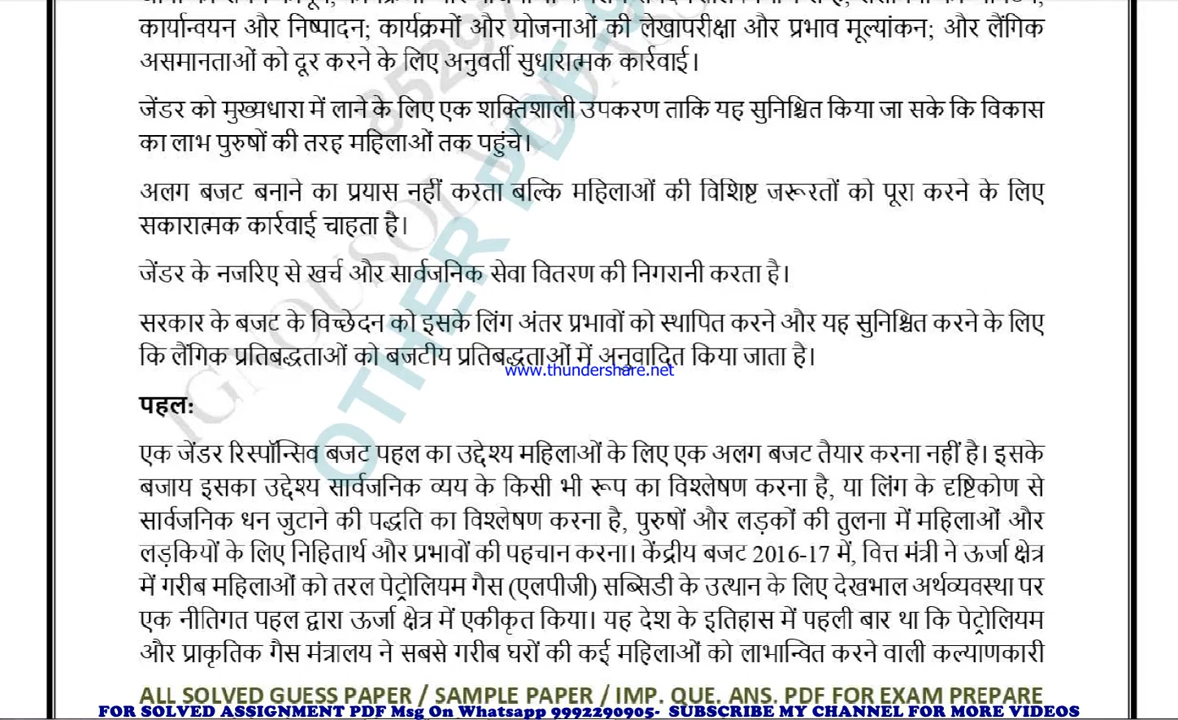 कार्यान्वयन और निष्पादन; कार्यक्रमों और योजनाओं की लेखापरीक्षा और प्रभाव मूल्यांकन; और लैंगिक
असमानताओं को दूर करने के लिए अनुवर्ती सुधारात्मक कार्रवाई।
जेंडर को मुख्यधारा में लाने के लिए एक शक्तिशाली उपकरण ताकि यह सुनिश्चित किया जा सके कि विकास
का लाभ पुरुषों की तरह महिलाओं तक पहुंचे।
अलग बजट बनाने का प्रयास नहीं करता बल्कि महिलाओं की विशिष्ट जरूरतों को पूरा करने के लिए
सकारात्मक कार्रवाई चाहता है।
जेंडर के नजरिए से खर्च और सार्वजनिक सेवा वितरण की निगरानी करता है।
सरकार के बजट के विच्छेदन को इसके लिंग अंतर प्रभावों को स्थापित करने और यह सुनिश्चित करने के लिए
कि लैंगिक प्रतिबद्धताओं को बजटीय प्रतिबद्धताओं में अनुवादित किया जाता है।
www.thundershare.net
पहल:
एक जेंडर रिस्पॉन्सिव बजट पहल का उद्देश्य महिलाओं के लिए एक अलग बजट तैयार करना नहीं है। इसके
बजाय इसका उद्देश्य सार्वजनिक व्यय के किसी भी रूप का विश्लेषण करना है, या लिंग के दृष्टिकोण से
सार्वजनिक धन जुटाने की पद्धति का विश्लेषण करना है, पुरुषों और लड़कों की तुलना में महिलाओं और
लड़कियों के लिए निहितार्थ और प्रभावों की पहचान करना। केंद्रीय बजट 2016-17 में, वित्त मंत्री ने ऊर्जा क्षेत्र
में गरीब महिलाओं को तरल पेट्रोलियम गैस (एलपीजी) सब्सिडी के उत्थान के लिए देखभाल अर्थव्यवस्था पर
एक नीतिगत पहल द्वारा ऊर्जा क्षेत्र में एकीकृत किया। यह देश के इतिहास में पहली बार था कि पेट्रोलियम
और प्राकृतिक गैस मंत्रालय ने सबसे गरीब घरों की कई महिलाओं को लाभान्वित करने वाली कल्याणकारी
ALL SOLVED GUESS PAPER / SAMPLE PAPER / IMP. QUE. ANS. PDF FOR EXAM PREPARE
FOR SOLVED ASSIGNMENT PDF Msg On Whatsapp 9992290905- SUBSCRIBE MY CHANNEL FOR MORE VIDEOS